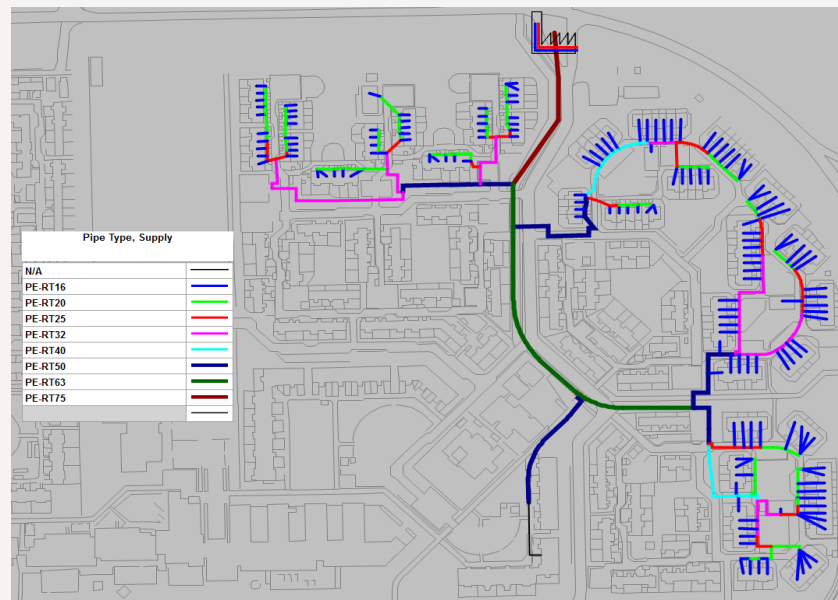 Pipe Type, Supply
N/A
PE-RT16
PE-RT20
PE-RT25
PE-RT32
PE-RT40
PE-RT50
PE-RT63
PE-RT75